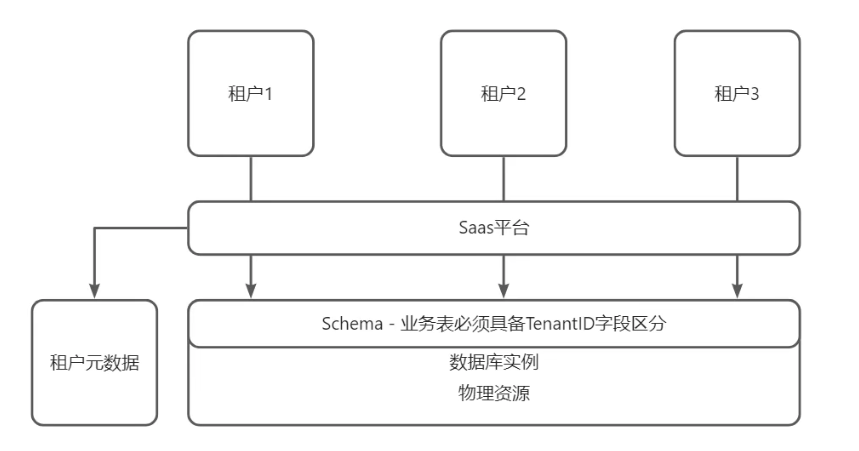 租户1
租户2
租户3
Saas平台
Schema - 业务表必须具备TenantID字段区分
租户元数据
数据库实例
物理资源